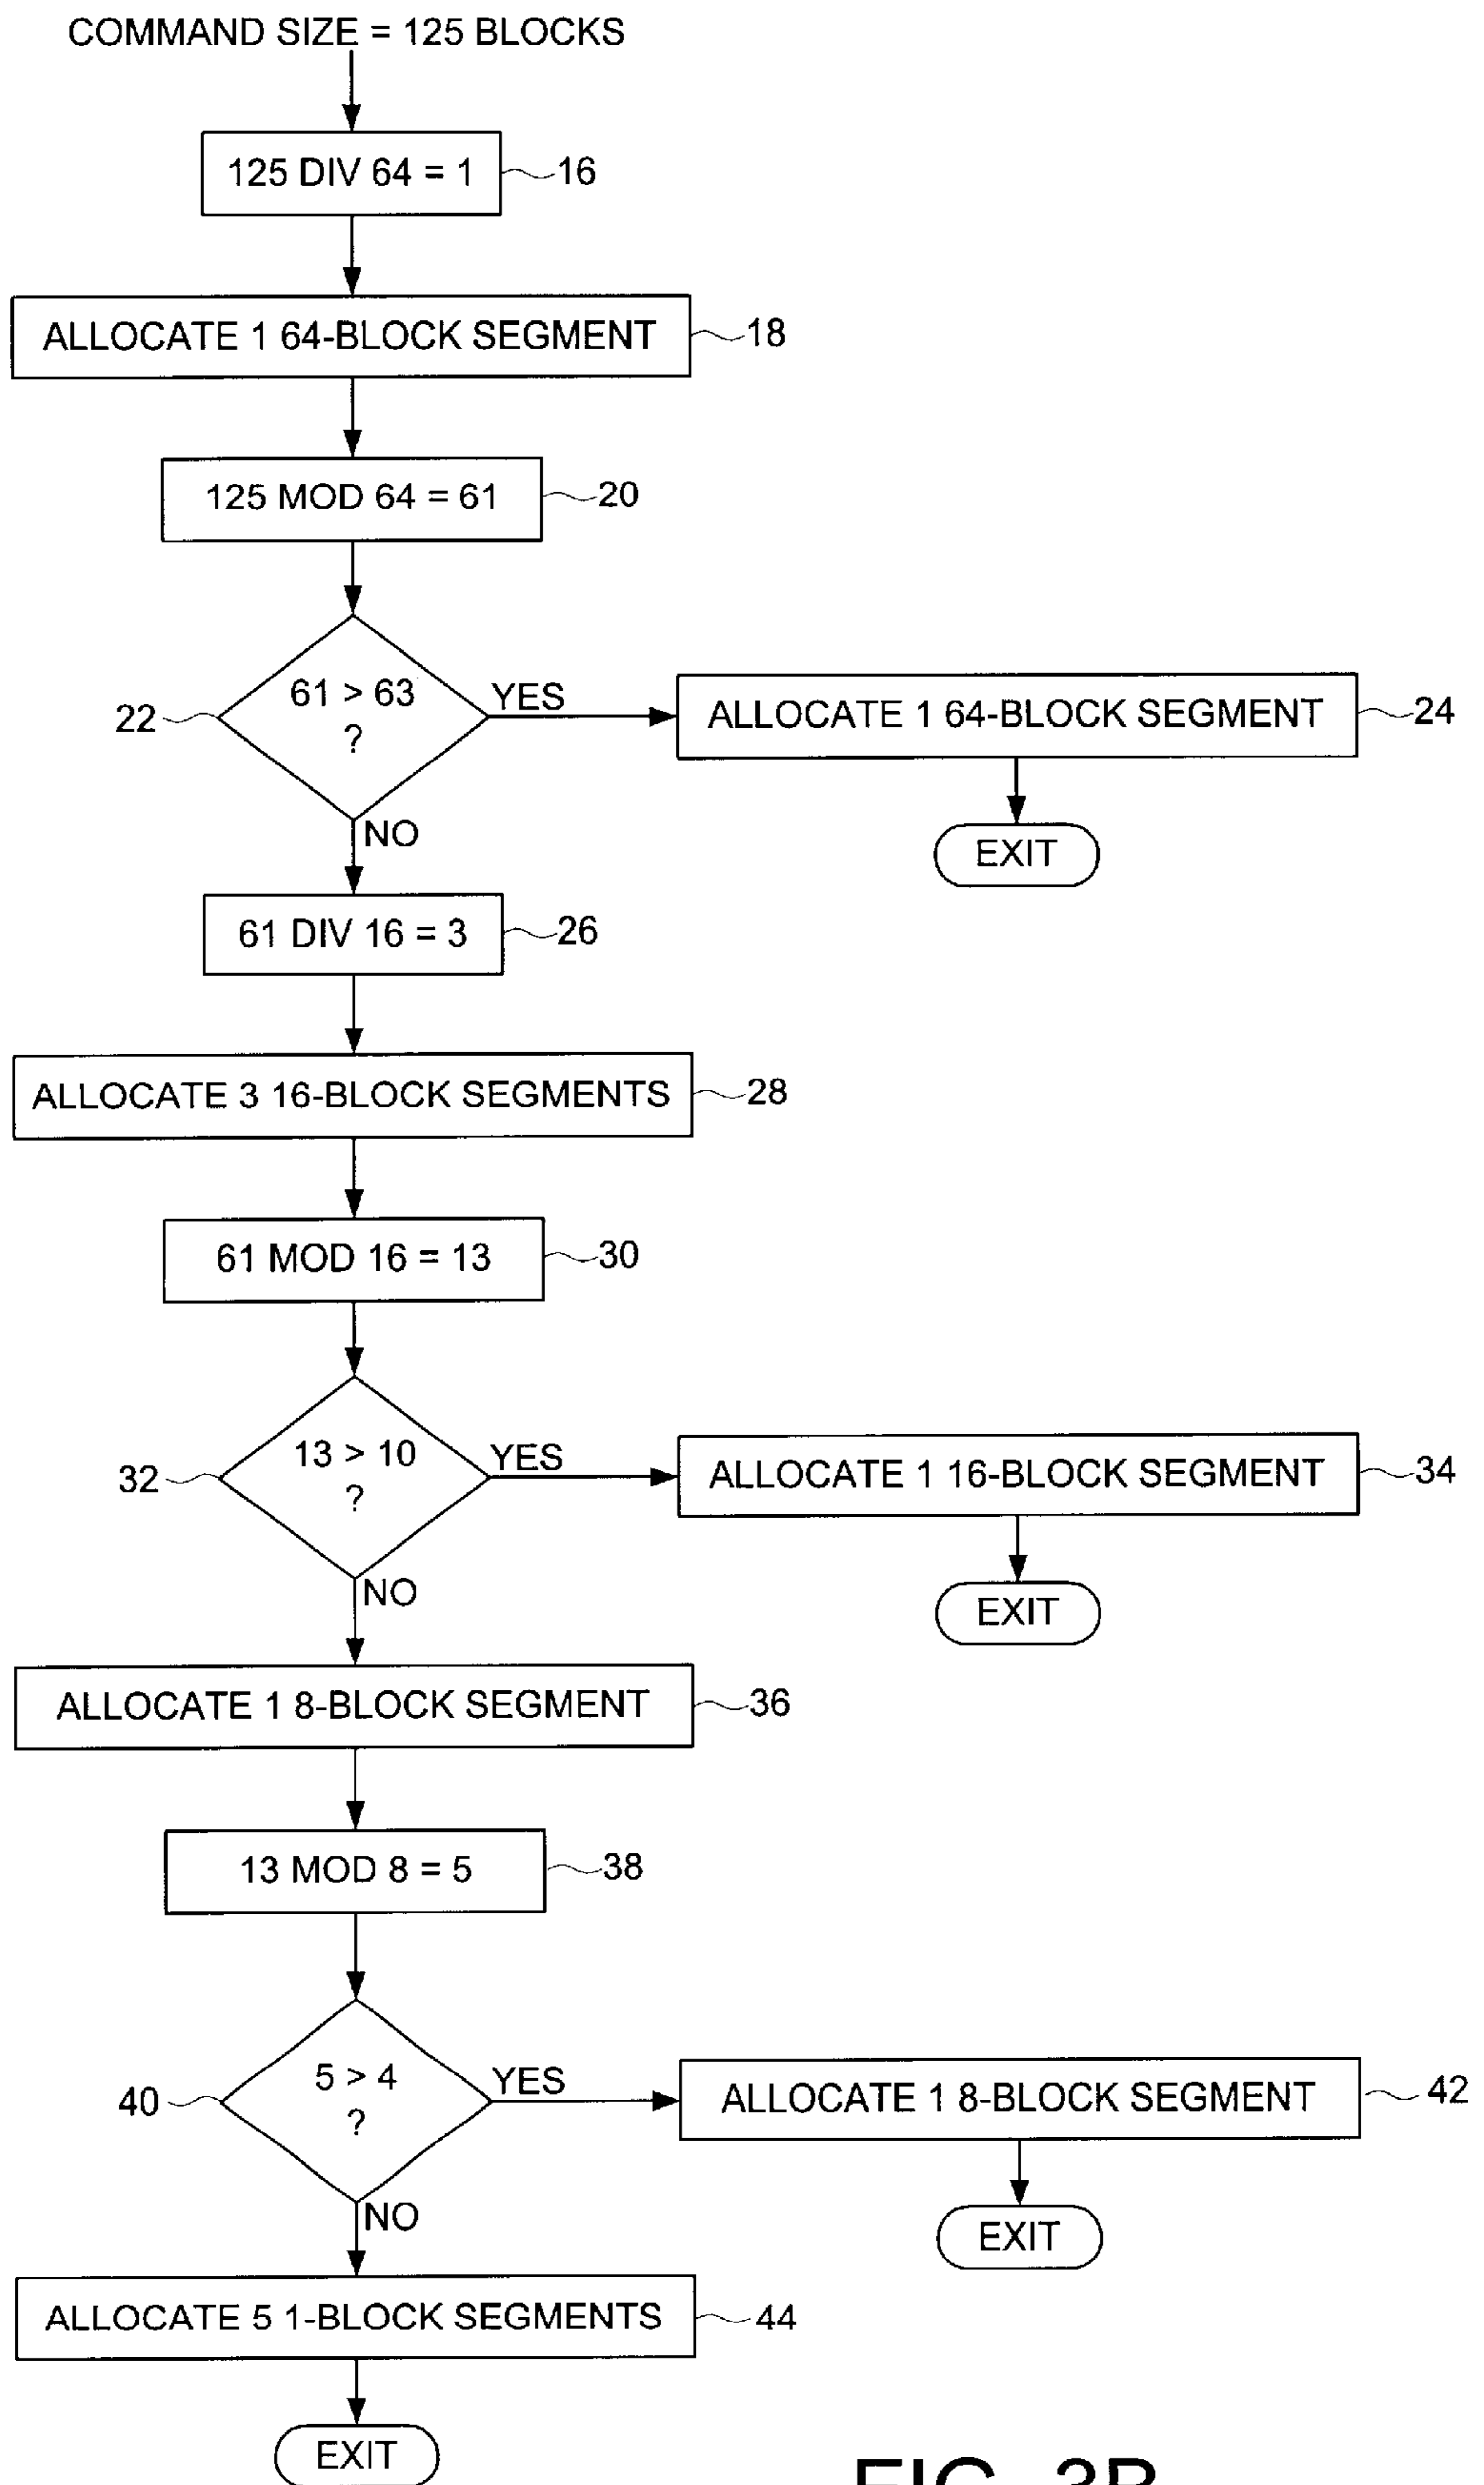 COMMAND SIZE = 125 BLOCKS
125 DIV 64 = 1
16
ALLOCATE 1 64-BLOCK SEGMENT
18
125 MOD 64 = 61
20
61 > 63
?
22
YES
ALLOCATE 1 64-BLOCK SEGMENT
24
EXIT
NO
61 DIV 16 = 3
26
ALLOCATE 3 16-BLOCK SEGMENTS
28
61 MOD 16 = 13
30
13 > 10
?
32
YES
ALLOCATE 1 16-BLOCK SEGMENT
34
EXIT
NO
ALLOCATE 1 8-BLOCK SEGMENT
36
13 MOD 8 = 5
38
5 > 4
?
40
YES
ALLOCATE 1 8-BLOCK SEGMENT
42
EXIT
NO
ALLOCATE 5 1-BLOCK SEGMENTS
44
EXIT
FIG. 3B